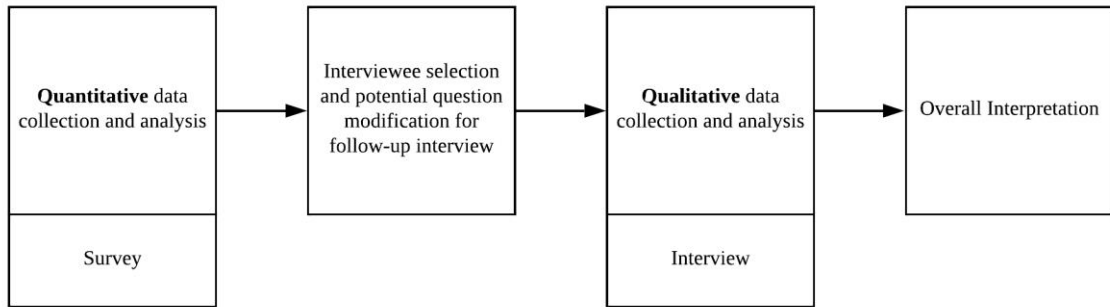 Quantitative data
collection and analysis
Survey
Interviewee selection
and potential question
modification for
follow-up interview
Qualitative data
collection and analysis
Interview
Overall Interpretation